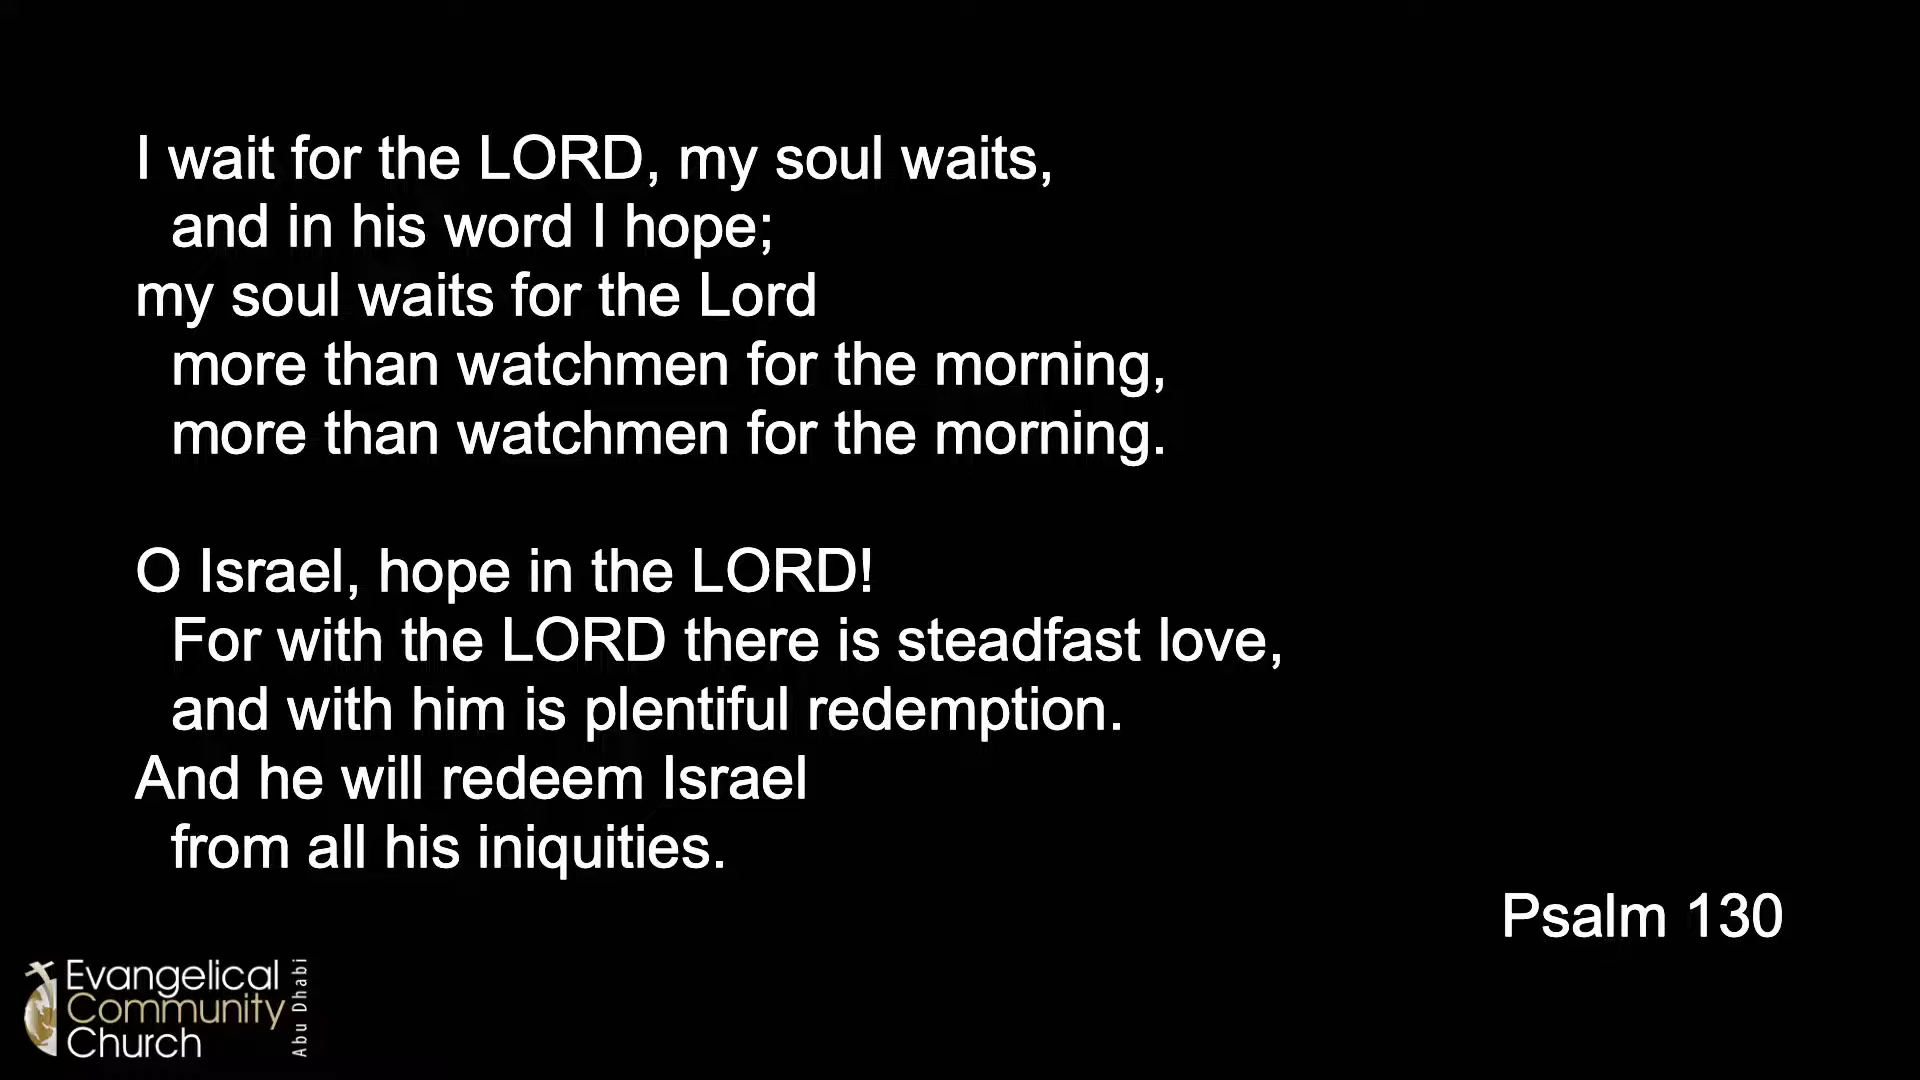 I wait for the LORD, my soul waits,
and in his word I hope;
my soul waits for the Lord
more than watchmen for the morning,
more than watchmen for the morning.
O Israel, hope in the LORD!
For with the LORD there is steadfast love,
and with him is plentiful redemption.
And he will redeem Israel
from all his iniquities.
Psalm 130
Evangelical
Community
Church
Abu Dhabi